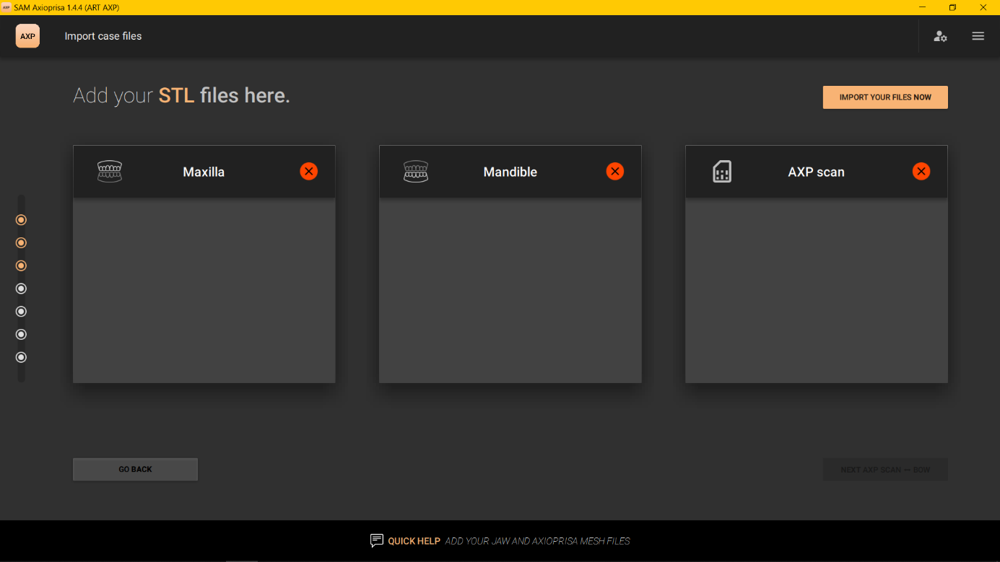 AXP SAM Axioprisa 1.4.4 (ART AXP)
AXP Import case files
Add your STL files here.
IMPORT YOUR FILES NOW
Maxilla
Mandible
AXP scan
GO BACK
NEXT AXP SCAN — BOW
QUICK HELP ADD YOUR JAW AND AXIOPRISA MESH FILES